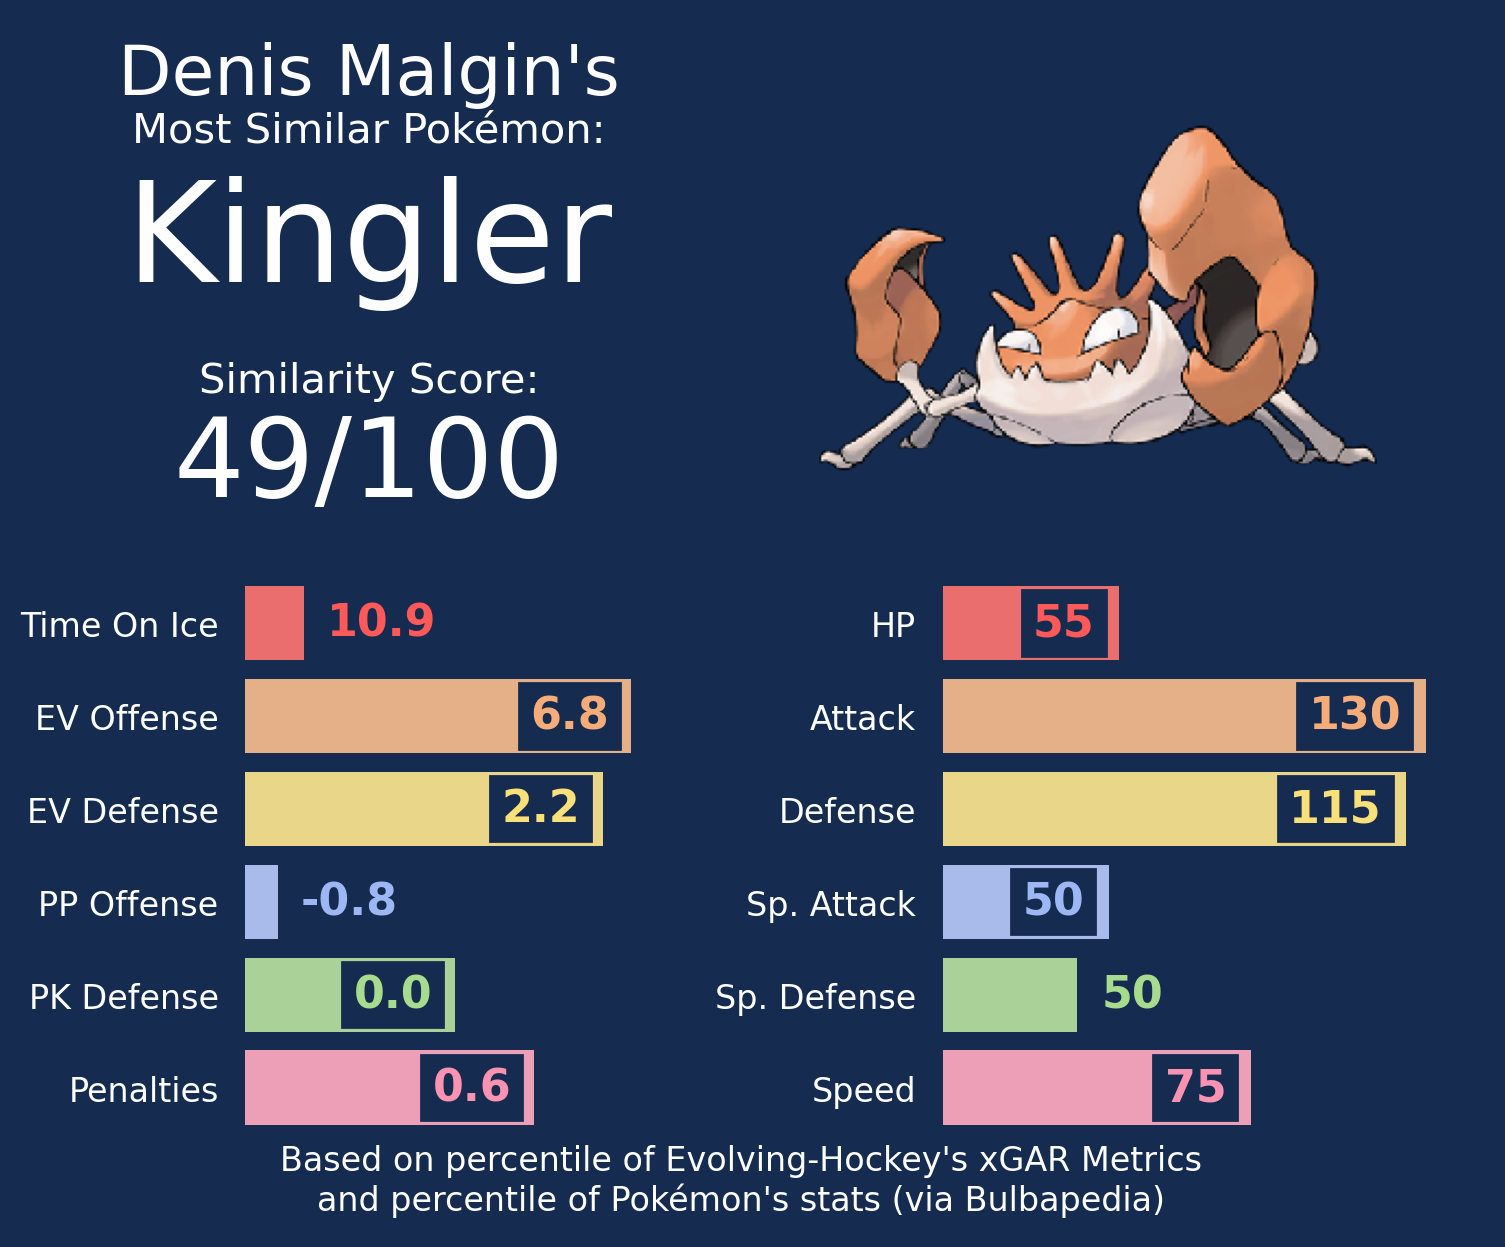 Denis Malgin's
Most Similar Pokémon:
Kingler
Similarity Score:
49/100
Time On Ice 10.9
EV Offense 6.8
EV Defense 2.2
PP Offense -0.8
PK Defense 0.0
Penalties 0.6
HP 55
Attack 130
Defense 115
Sp. Attack 50
Sp. Defense 50
Speed 75
Based on percentile of Evolving-Hockey's xGAR Metrics
and percentile of Pokémon's stats (via Bulbapedia)